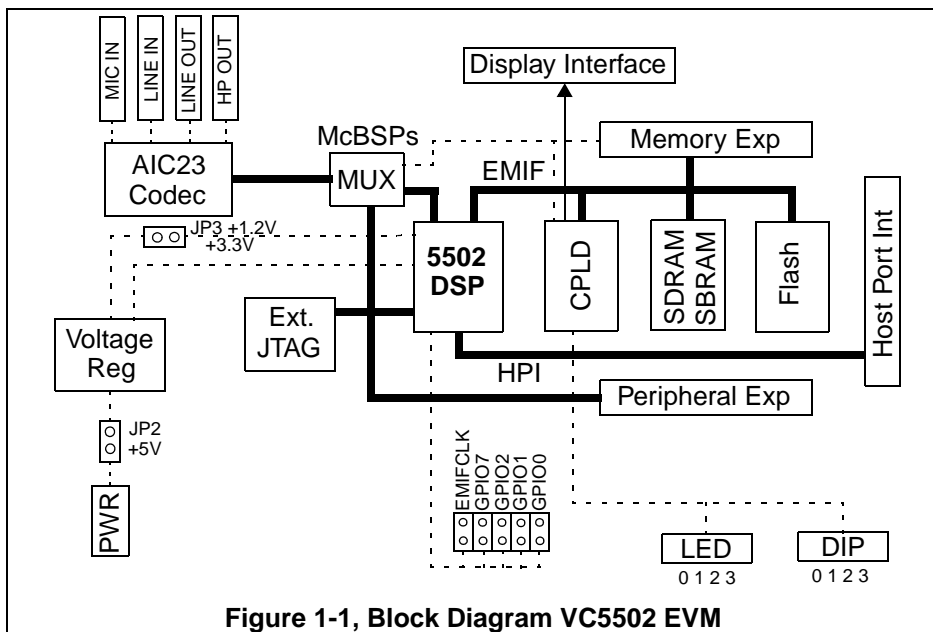 MIC IN
LINE IN
LINE OUT
HP OUT
Display Interface
McBSPs
Memory Exp
AIC23
Codec
MUX
EMIF
JP3 +1.2V
+3.3V
5502
DSP
CPLD
SDRAM
SBRAM
Flash
Host Port Int
Ext.
JTAG
Voltage
Reg
HPI
Peripheral Exp
JP2
+5V
EMIFCLK
GPIO7
GPIO2
GPIO1
GPIO0
PWR
LED
DIP
0 1 2 3
0 1 2 3
Figure 1-1, Block Diagram VC5502 EVM